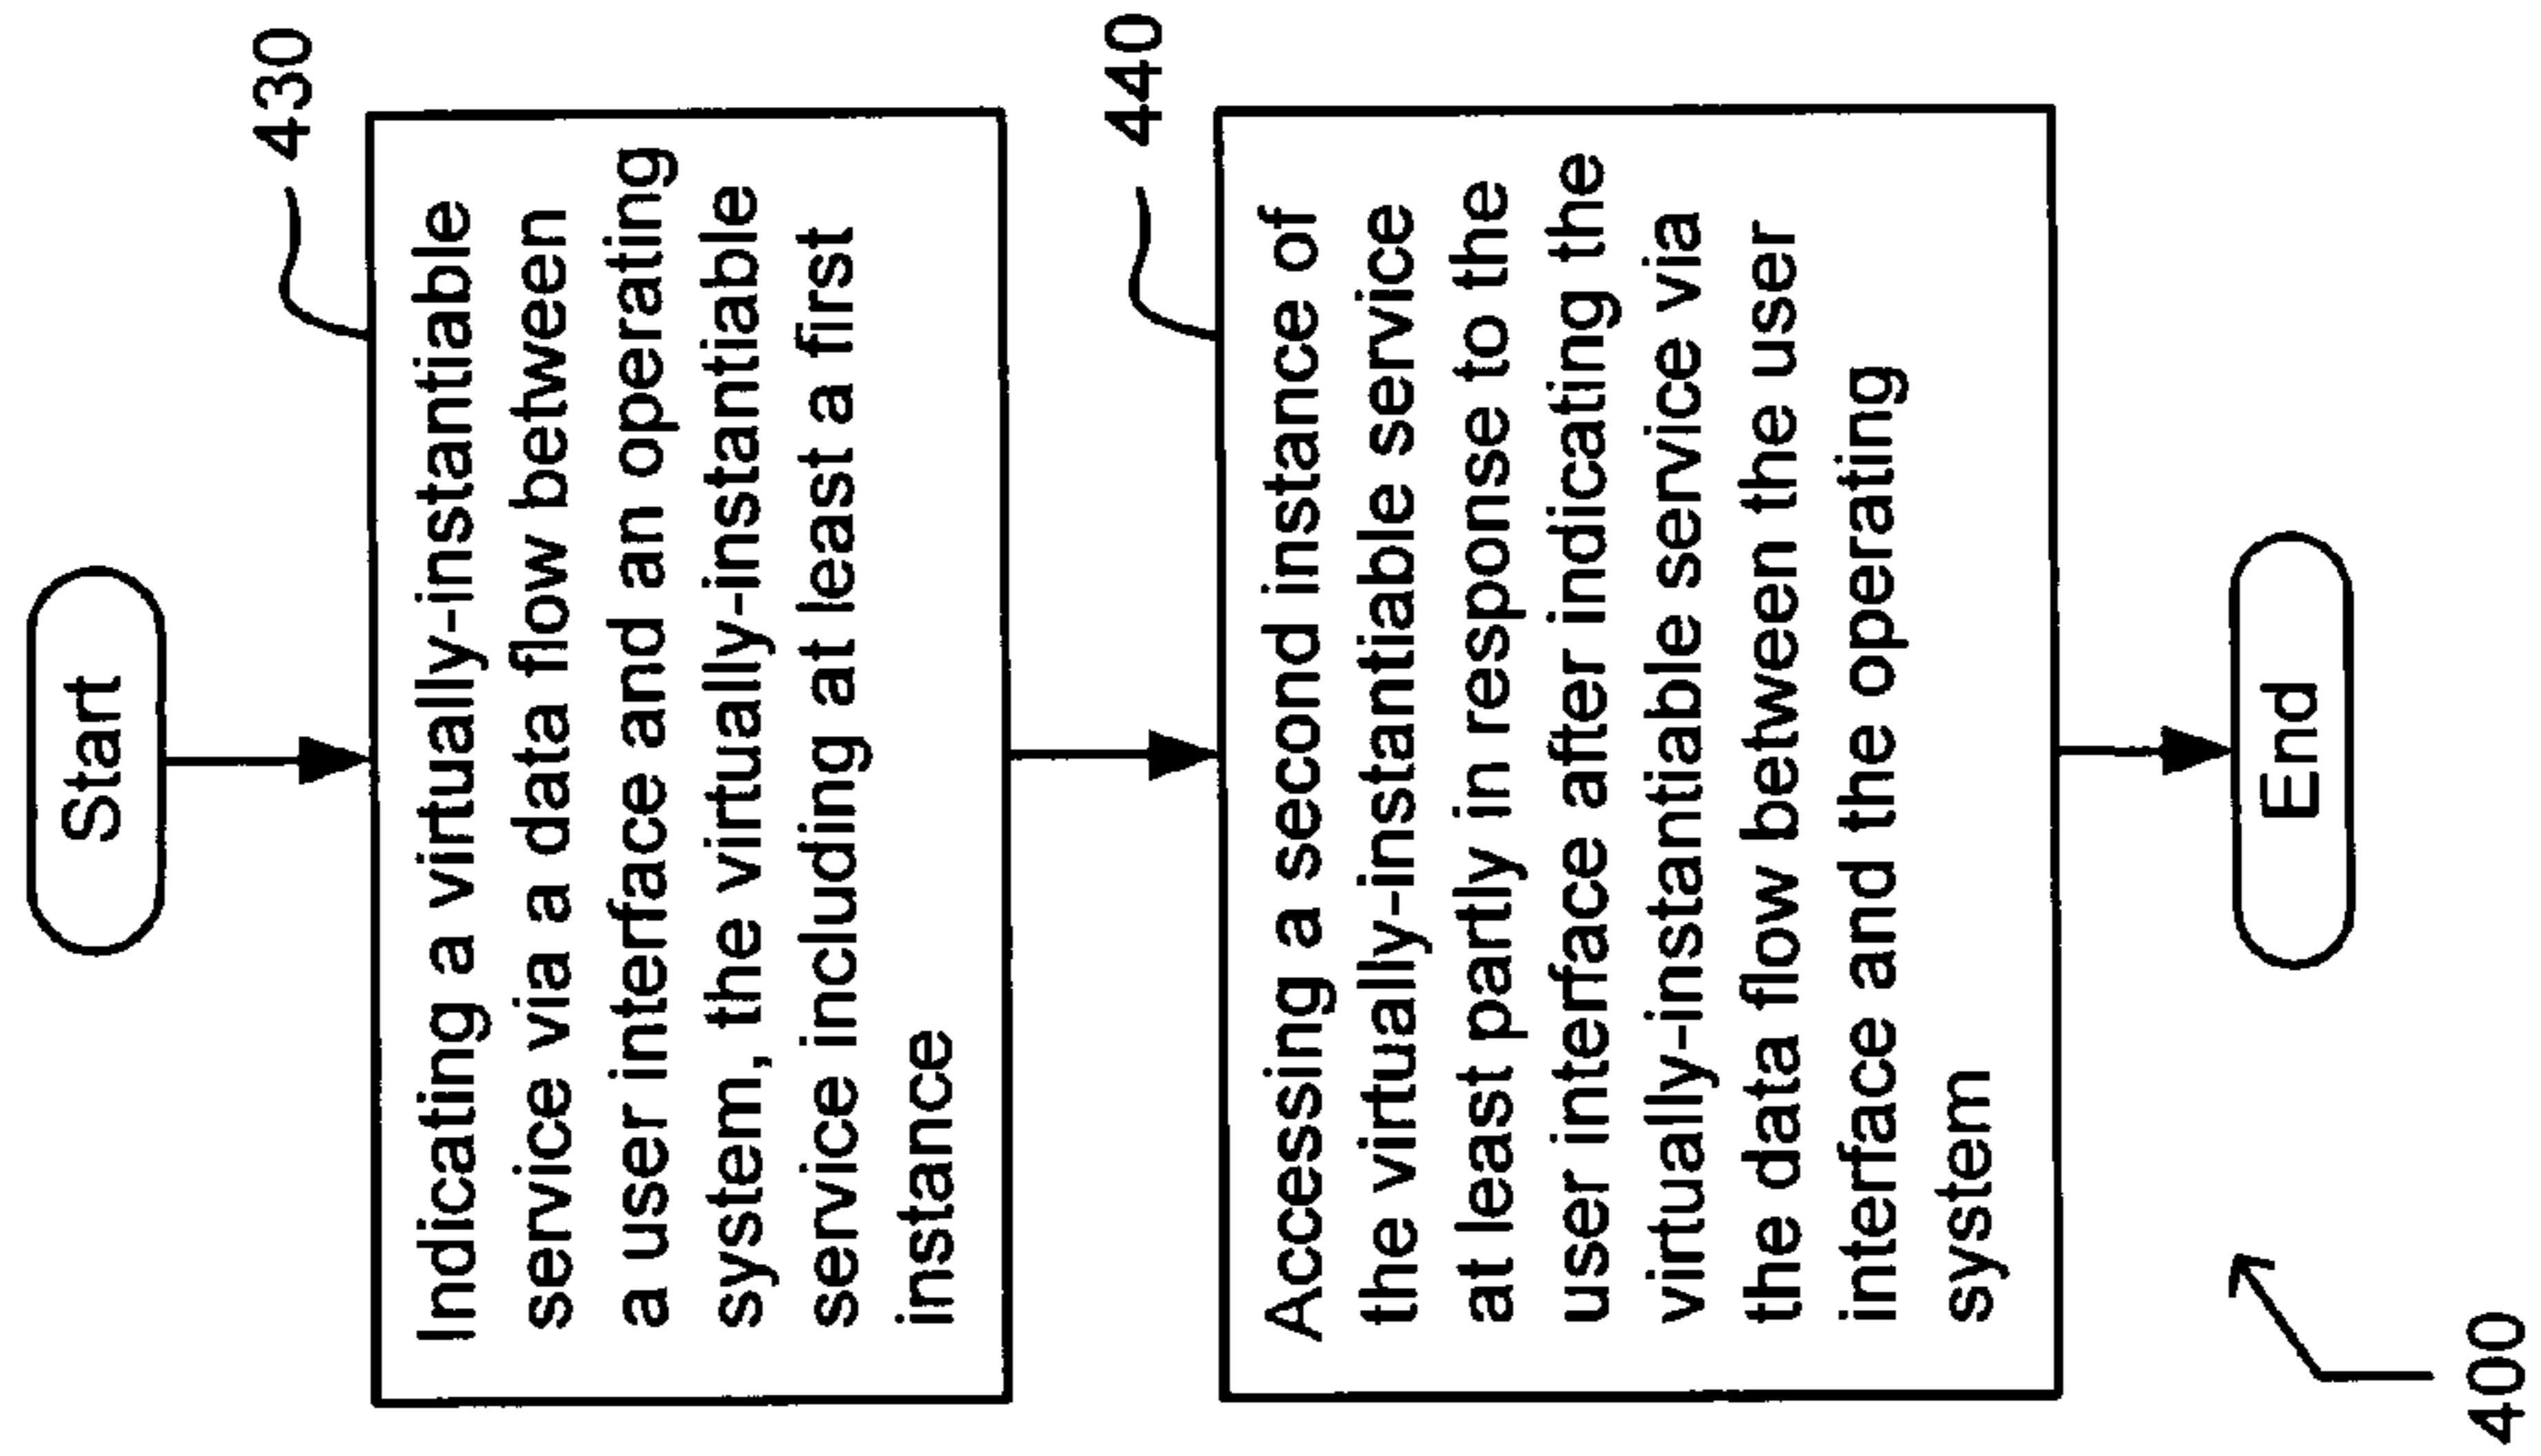 Start
430
Indicating a virtually-instantiable
service via a data flow between
a user interface and an operating
system, the virtually-instantiable
service including at least a first
instance
440
Accessing a second instance of
the virtually-instantiable service
at least partly in response to the
user interface after indicating the
virtually-instantiable service via
the data flow between the user
interface and the operating
system
End
400